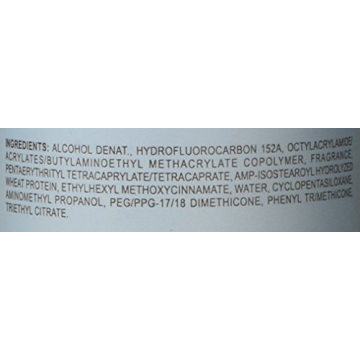 INGREDIENTS: ALCOHOL DENAT., HYDROFLUOROCARBON 152A, OCTYLACRYLAMIDE/
ACRYLATES/BUTYLAMINOETHYL METHACRYLATE COPOLYMER, FRAGRANCE,
PENTAERYTHRITYL TETRACAPRYLATE/TETRACAPRATE, AMP-ISOSTEAROYL HYDROLYZED
WHEAT PROTEIN, ETHYLHEXYL METHOXYCINNAMATE, WATER, CYCLOPENTASILOXANE,
AMINOMETHYL PROPANOL, PEG/PPG-17/18 DIMETHICONE, PHENYL TRIMETHICONE,
TRIETHYL CITRATE.